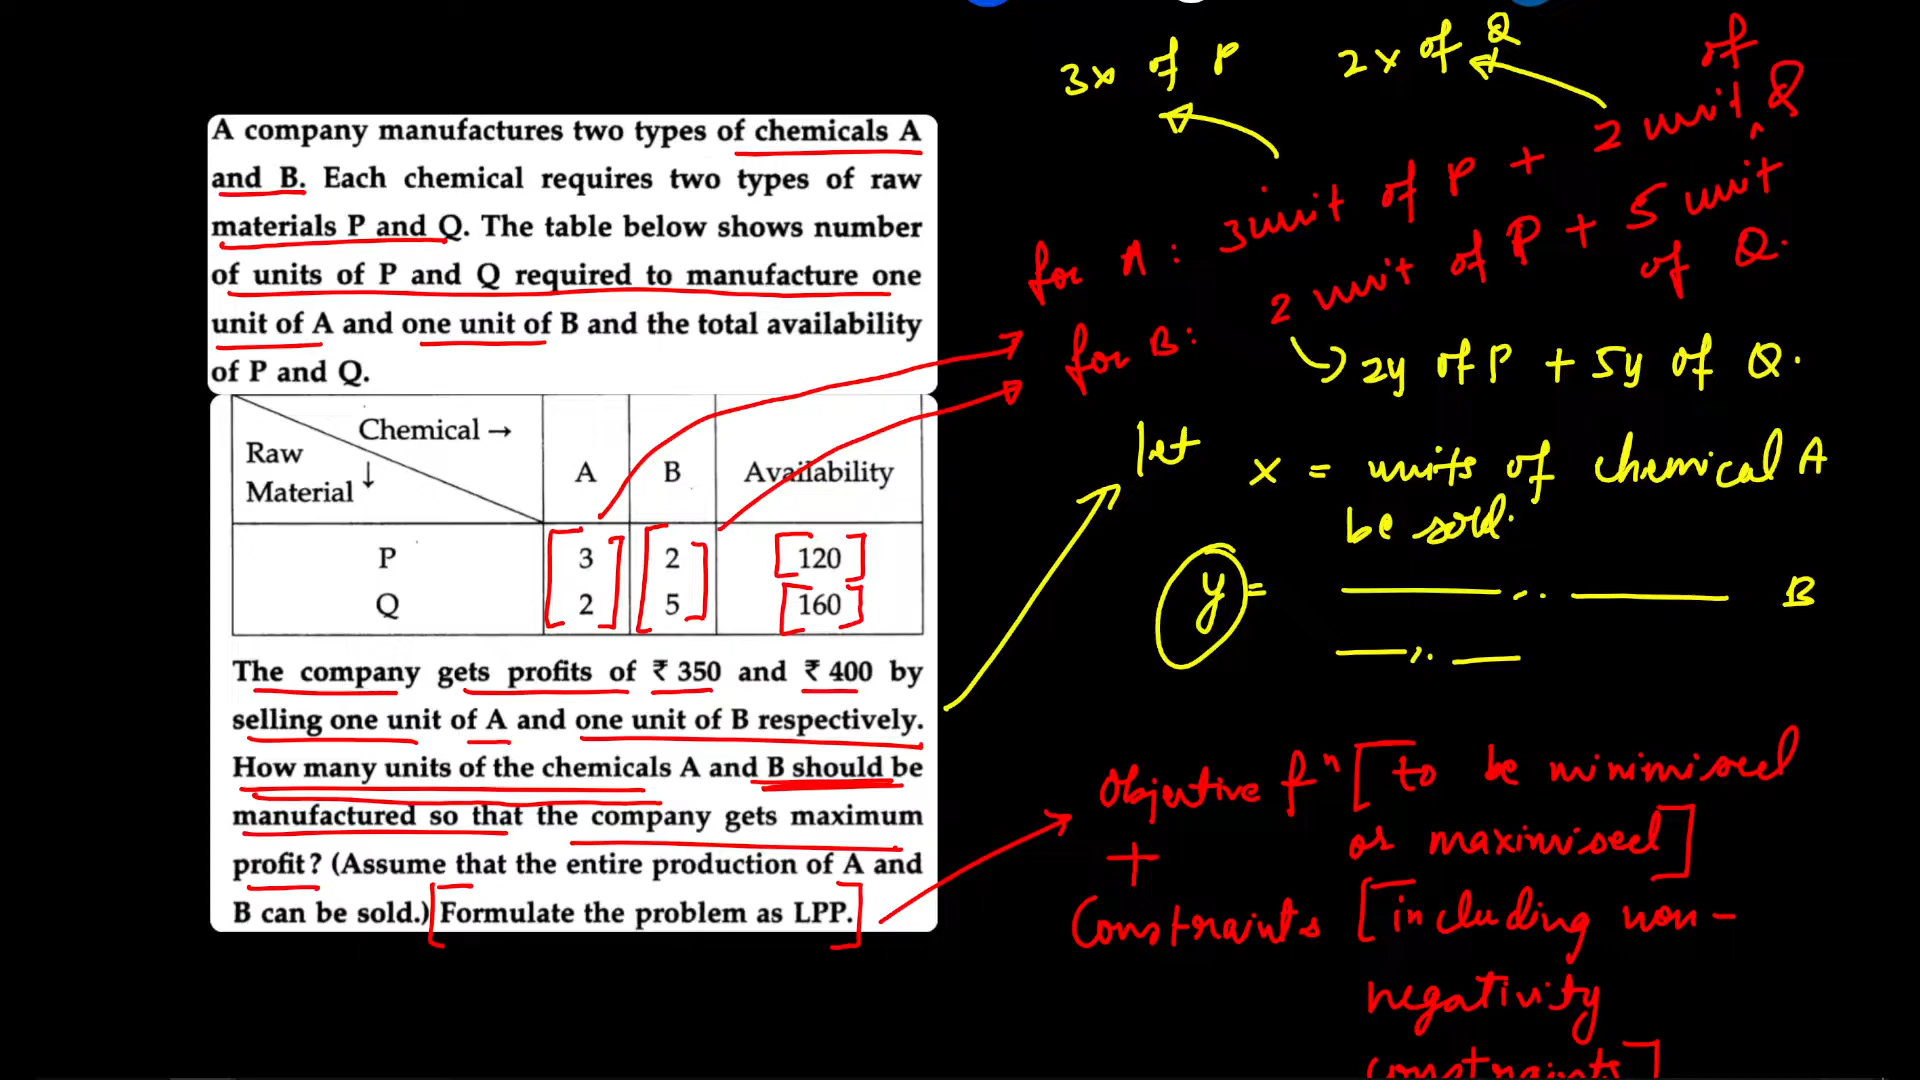 A company manufactures two types of chemicals A
and B. Each chemical requires two types of raw
materials P and Q. The table below shows number
of units of P and Q required to manufacture one
unit of A and one unit of B and the total availability
of P and Q.
Chemical →
Raw
Material ↓
A B Availability
P 3 2 120
Q 2 5 160
The company gets profits of ₹ 350 and ₹ 400 by
selling one unit of A and one unit of B respectively.
How many units of the chemicals A and B should be
manufactured so that the company gets maximum
profit? (Assume that the entire production of A and
B can be sold.) [Formulate the problem as LPP.]
3x of P 2x of Q
for A: 3 unit of P + 2 unit of Q
for B: 2 unit of P + 5 unit of Q.
2y of P + 5y of Q.
let x = units of chemical A
be sold.
y = —— ,, —— B
—— ,, ——
Objective fⁿ [to be minimised
or maximised]
+
Constraints [including non-
negativity
constraints]